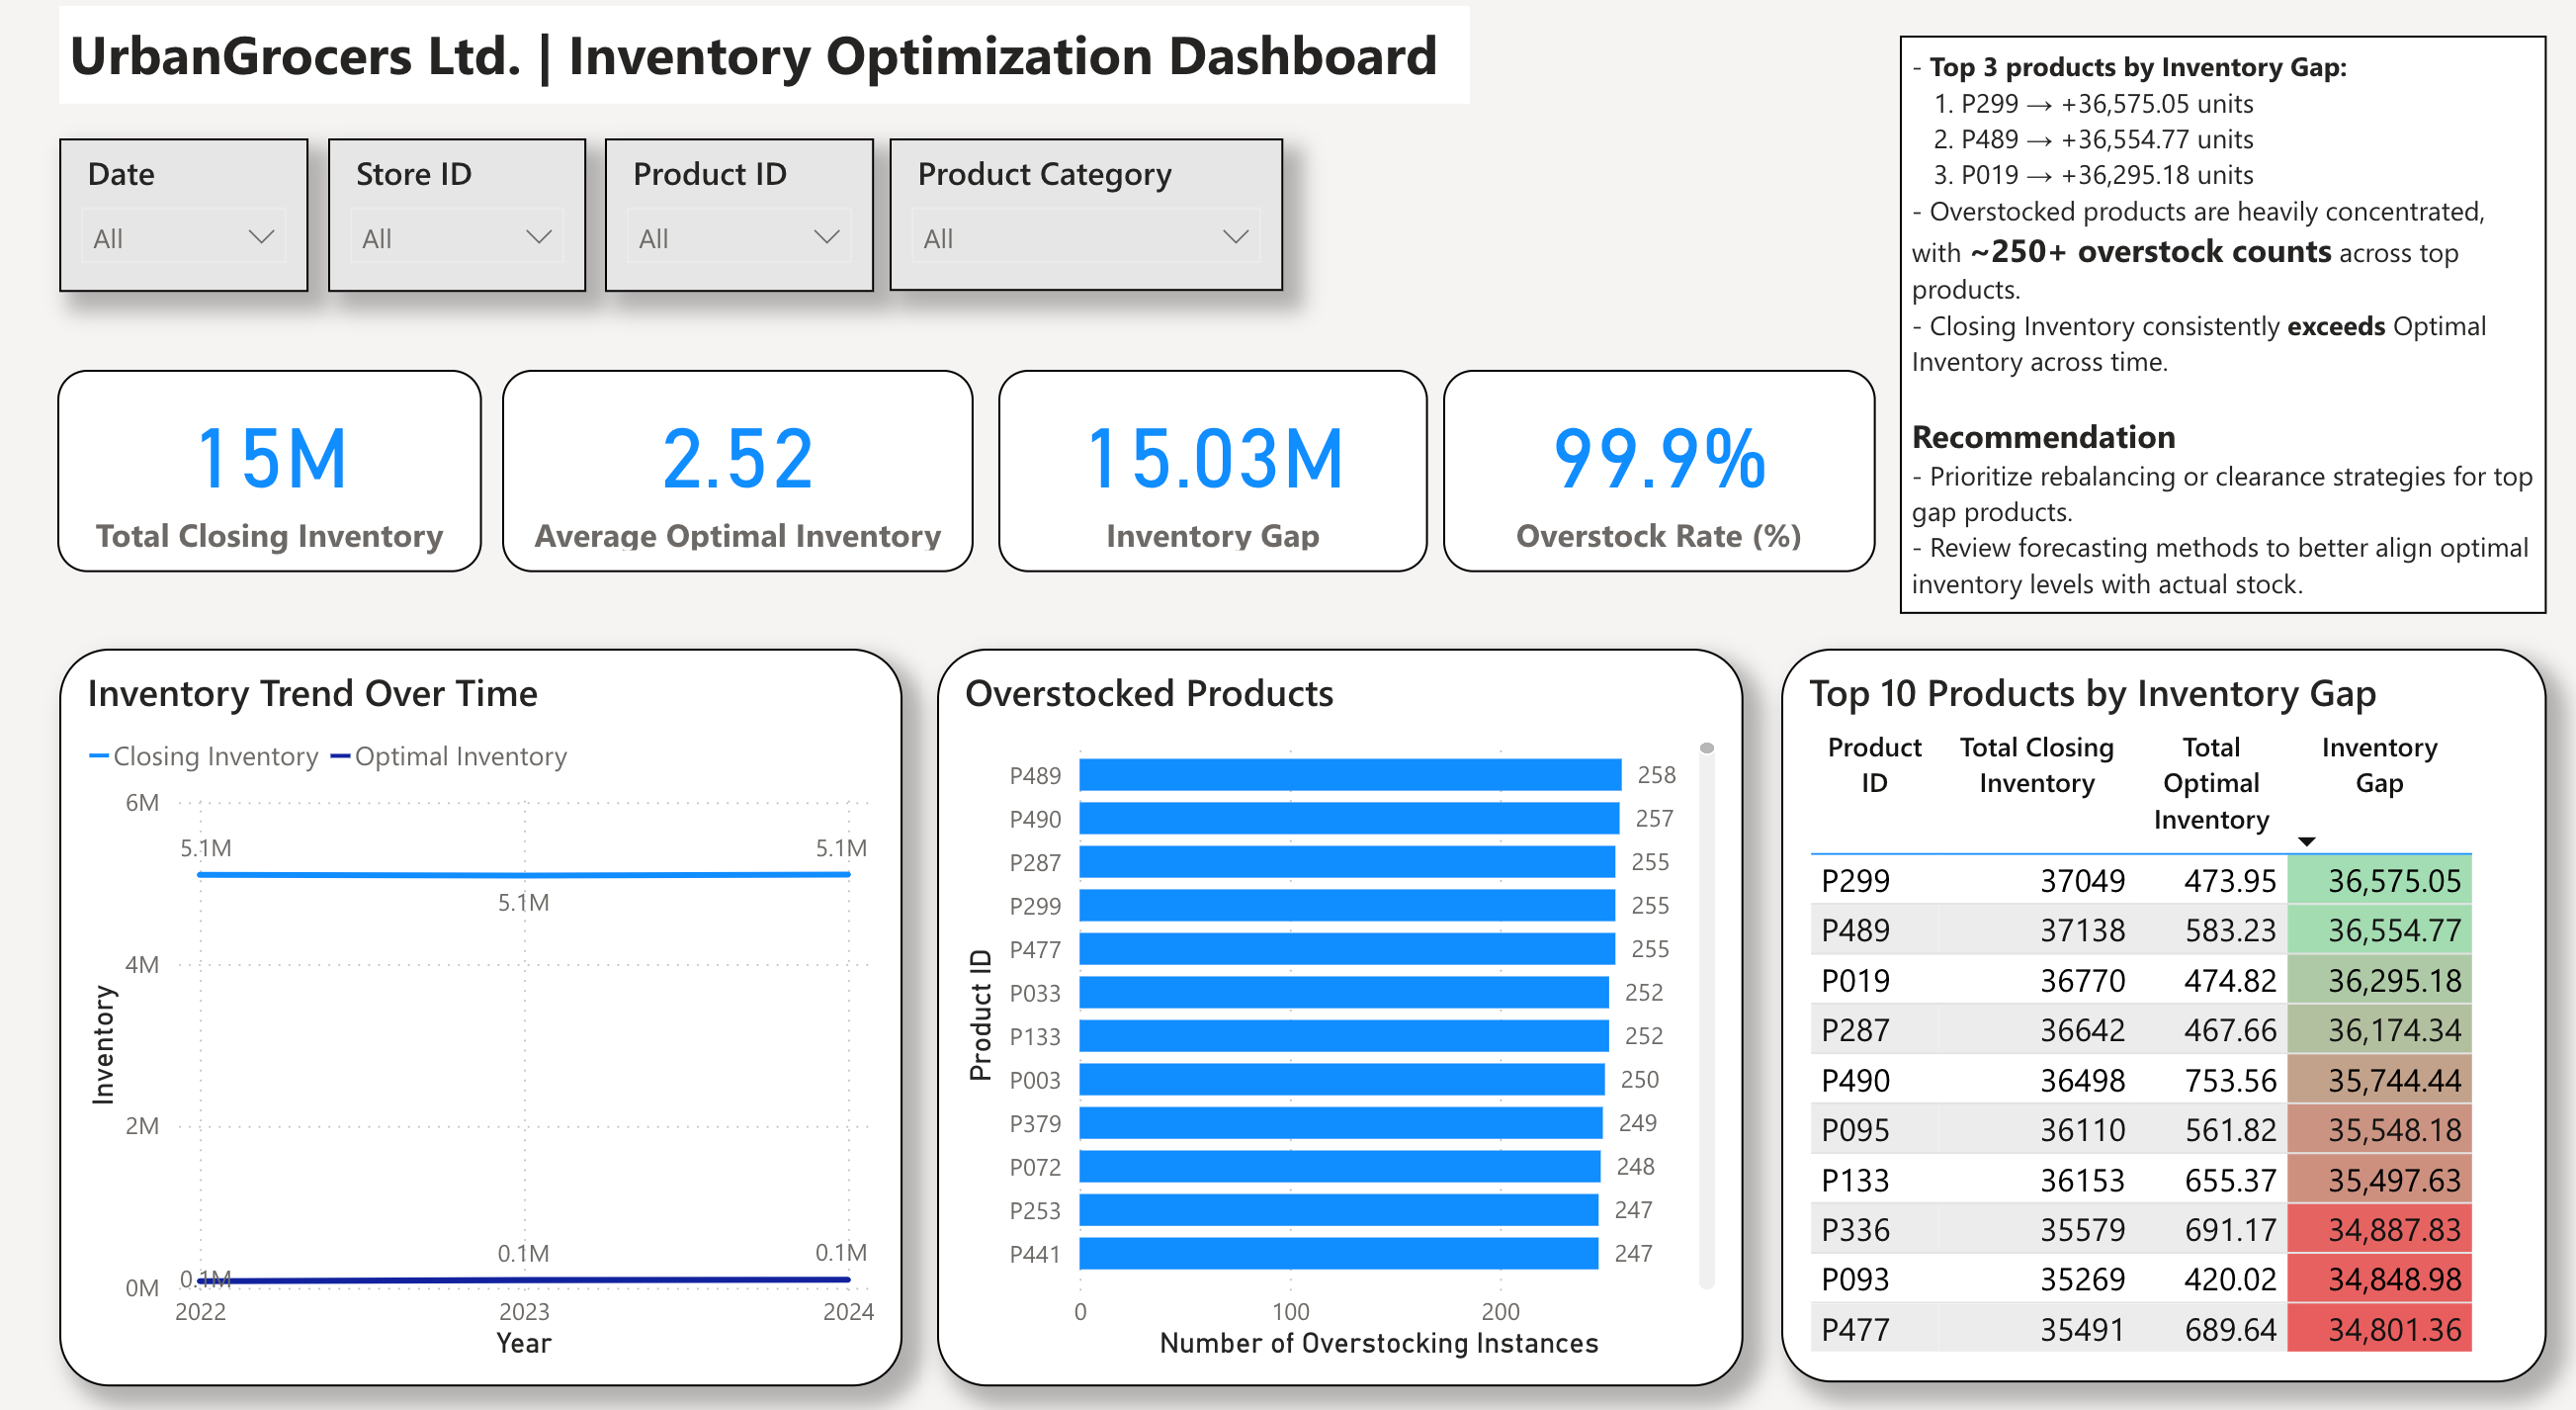 UrbanGrocers Ltd. | Inventory Optimization Dashboard
Date
All
Store ID
All
Product ID
All
Product Category
All
- Top 3 products by Inventory Gap:
1. P299 → +36,575.05 units
2. P489 → +36,554.77 units
3. P019 → +36,295.18 units
- Overstocked products are heavily concentrated,
with ~250+ overstock counts across top
products.
- Closing Inventory consistently exceeds Optimal
Inventory across time.
Recommendation
- Prioritize rebalancing or clearance strategies for top
gap products.
- Review forecasting methods to better align optimal
inventory levels with actual stock.
15M
Total Closing Inventory
2.52
Average Optimal Inventory
15.03M
Inventory Gap
99.9%
Overstock Rate (%)
Inventory Trend Over Time
Closing Inventory Optimal Inventory
Inventory
6M
4M
2M
0M
5.1M
5.1M
5.1M
0.1M
0.1M
0.1M
2022 2023 2024
Year
Overstocked Products
Product ID
P489 258
P490 257
P287 255
P299 255
P477 255
P033 252
P133 252
P003 250
P379 249
P072 248
P253 247
P441 247
0 100 200
Number of Overstocking Instances
Top 10 Products by Inventory Gap
Product Total Closing Total Inventory
ID Inventory Optimal Gap
Inventory
P299 37049 473.95 36,575.05
P489 37138 583.23 36,554.77
P019 36770 474.82 36,295.18
P287 36642 467.66 36,174.34
P490 36498 753.56 35,744.44
P095 36110 561.82 35,548.18
P133 36153 655.37 35,497.63
P336 35579 691.17 34,887.83
P093 35269 420.02 34,848.98
P477 35491 689.64 34,801.36